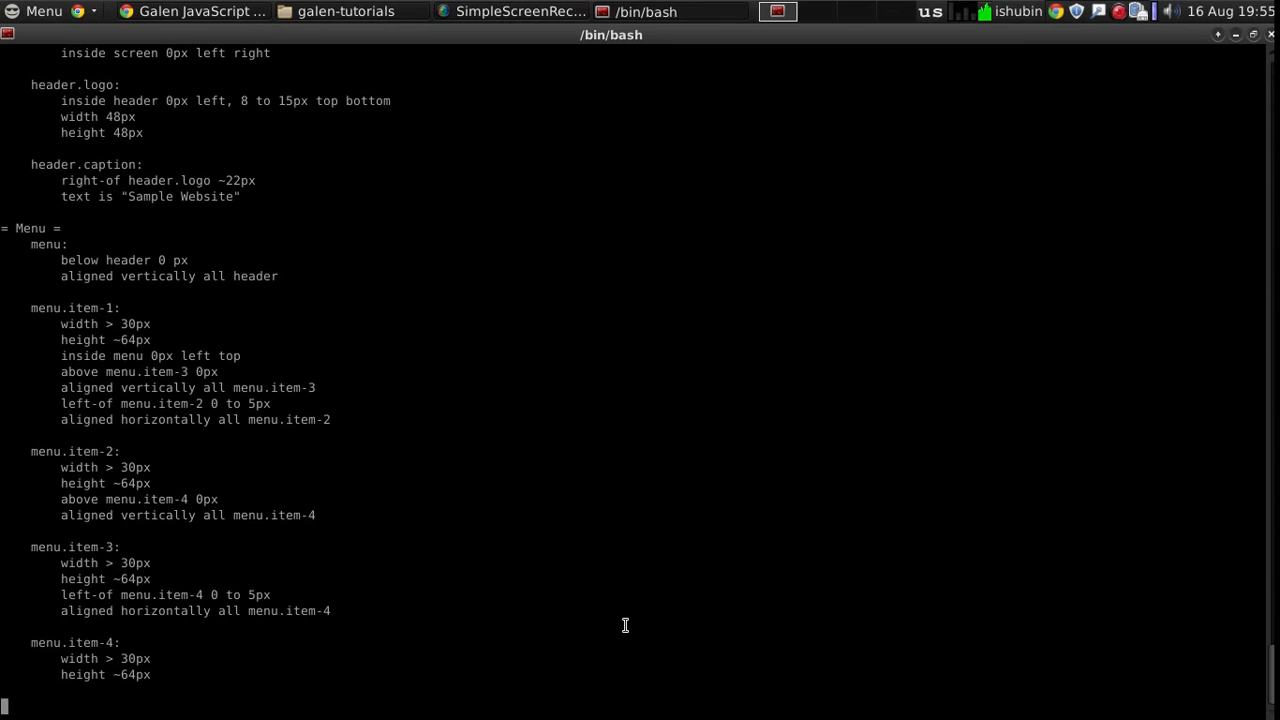 Menu
Galen JavaScript ...
galen-tutorials
SimpleScreenRec...
/bin/bash
us
ishubin
16 Aug 19:55
/bin/bash
inside screen 0px left right
header.logo:
inside header 0px left, 8 to 15px top bottom
width 48px
height 48px
header.caption:
right-of header.logo ~22px
text is "Sample Website"
= Menu =
menu:
below header 0 px
aligned vertically all header
menu.item-1:
width > 30px
height ~64px
inside menu 0px left top
above menu.item-3 0px
aligned vertically all menu.item-3
left-of menu.item-2 0 to 5px
aligned horizontally all menu.item-2
menu.item-2:
width > 30px
height ~64px
above menu.item-4 0px
aligned vertically all menu.item-4
menu.item-3:
width > 30px
height ~64px
left-of menu.item-4 0 to 5px
aligned horizontally all menu.item-4
menu.item-4:
width > 30px
height ~64px